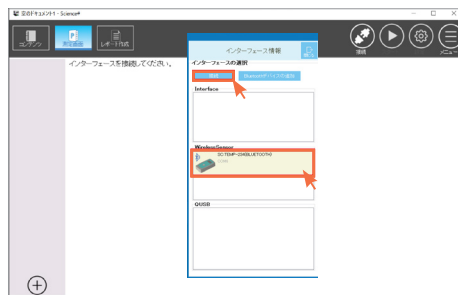 空のドキュメント1 - Science#
コンテンツ
測定画面
レポート作成
接続
メニュー
インターフェースを接続してください。
インターフェース情報
インターフェースの選択
接続
Bluetoothデバイスの追加
Interface
WirelessSensor
QUSB